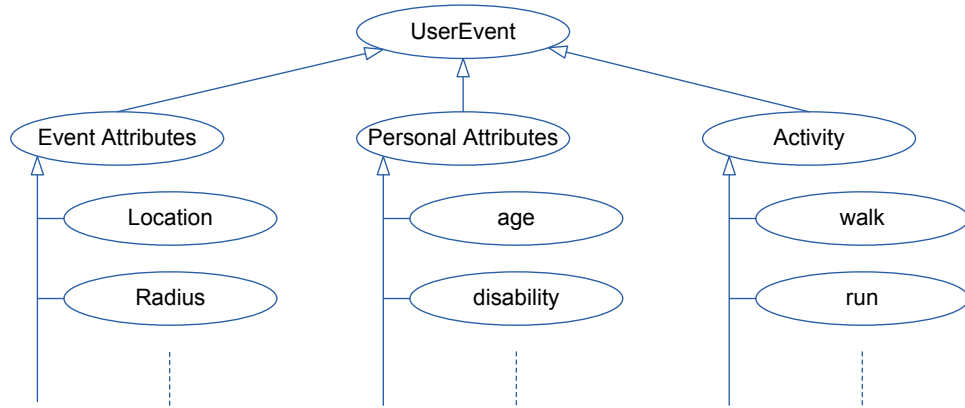 UserEvent
Event Attributes
Personal Attributes
Activity
Location
age
walk
Radius
disability
run